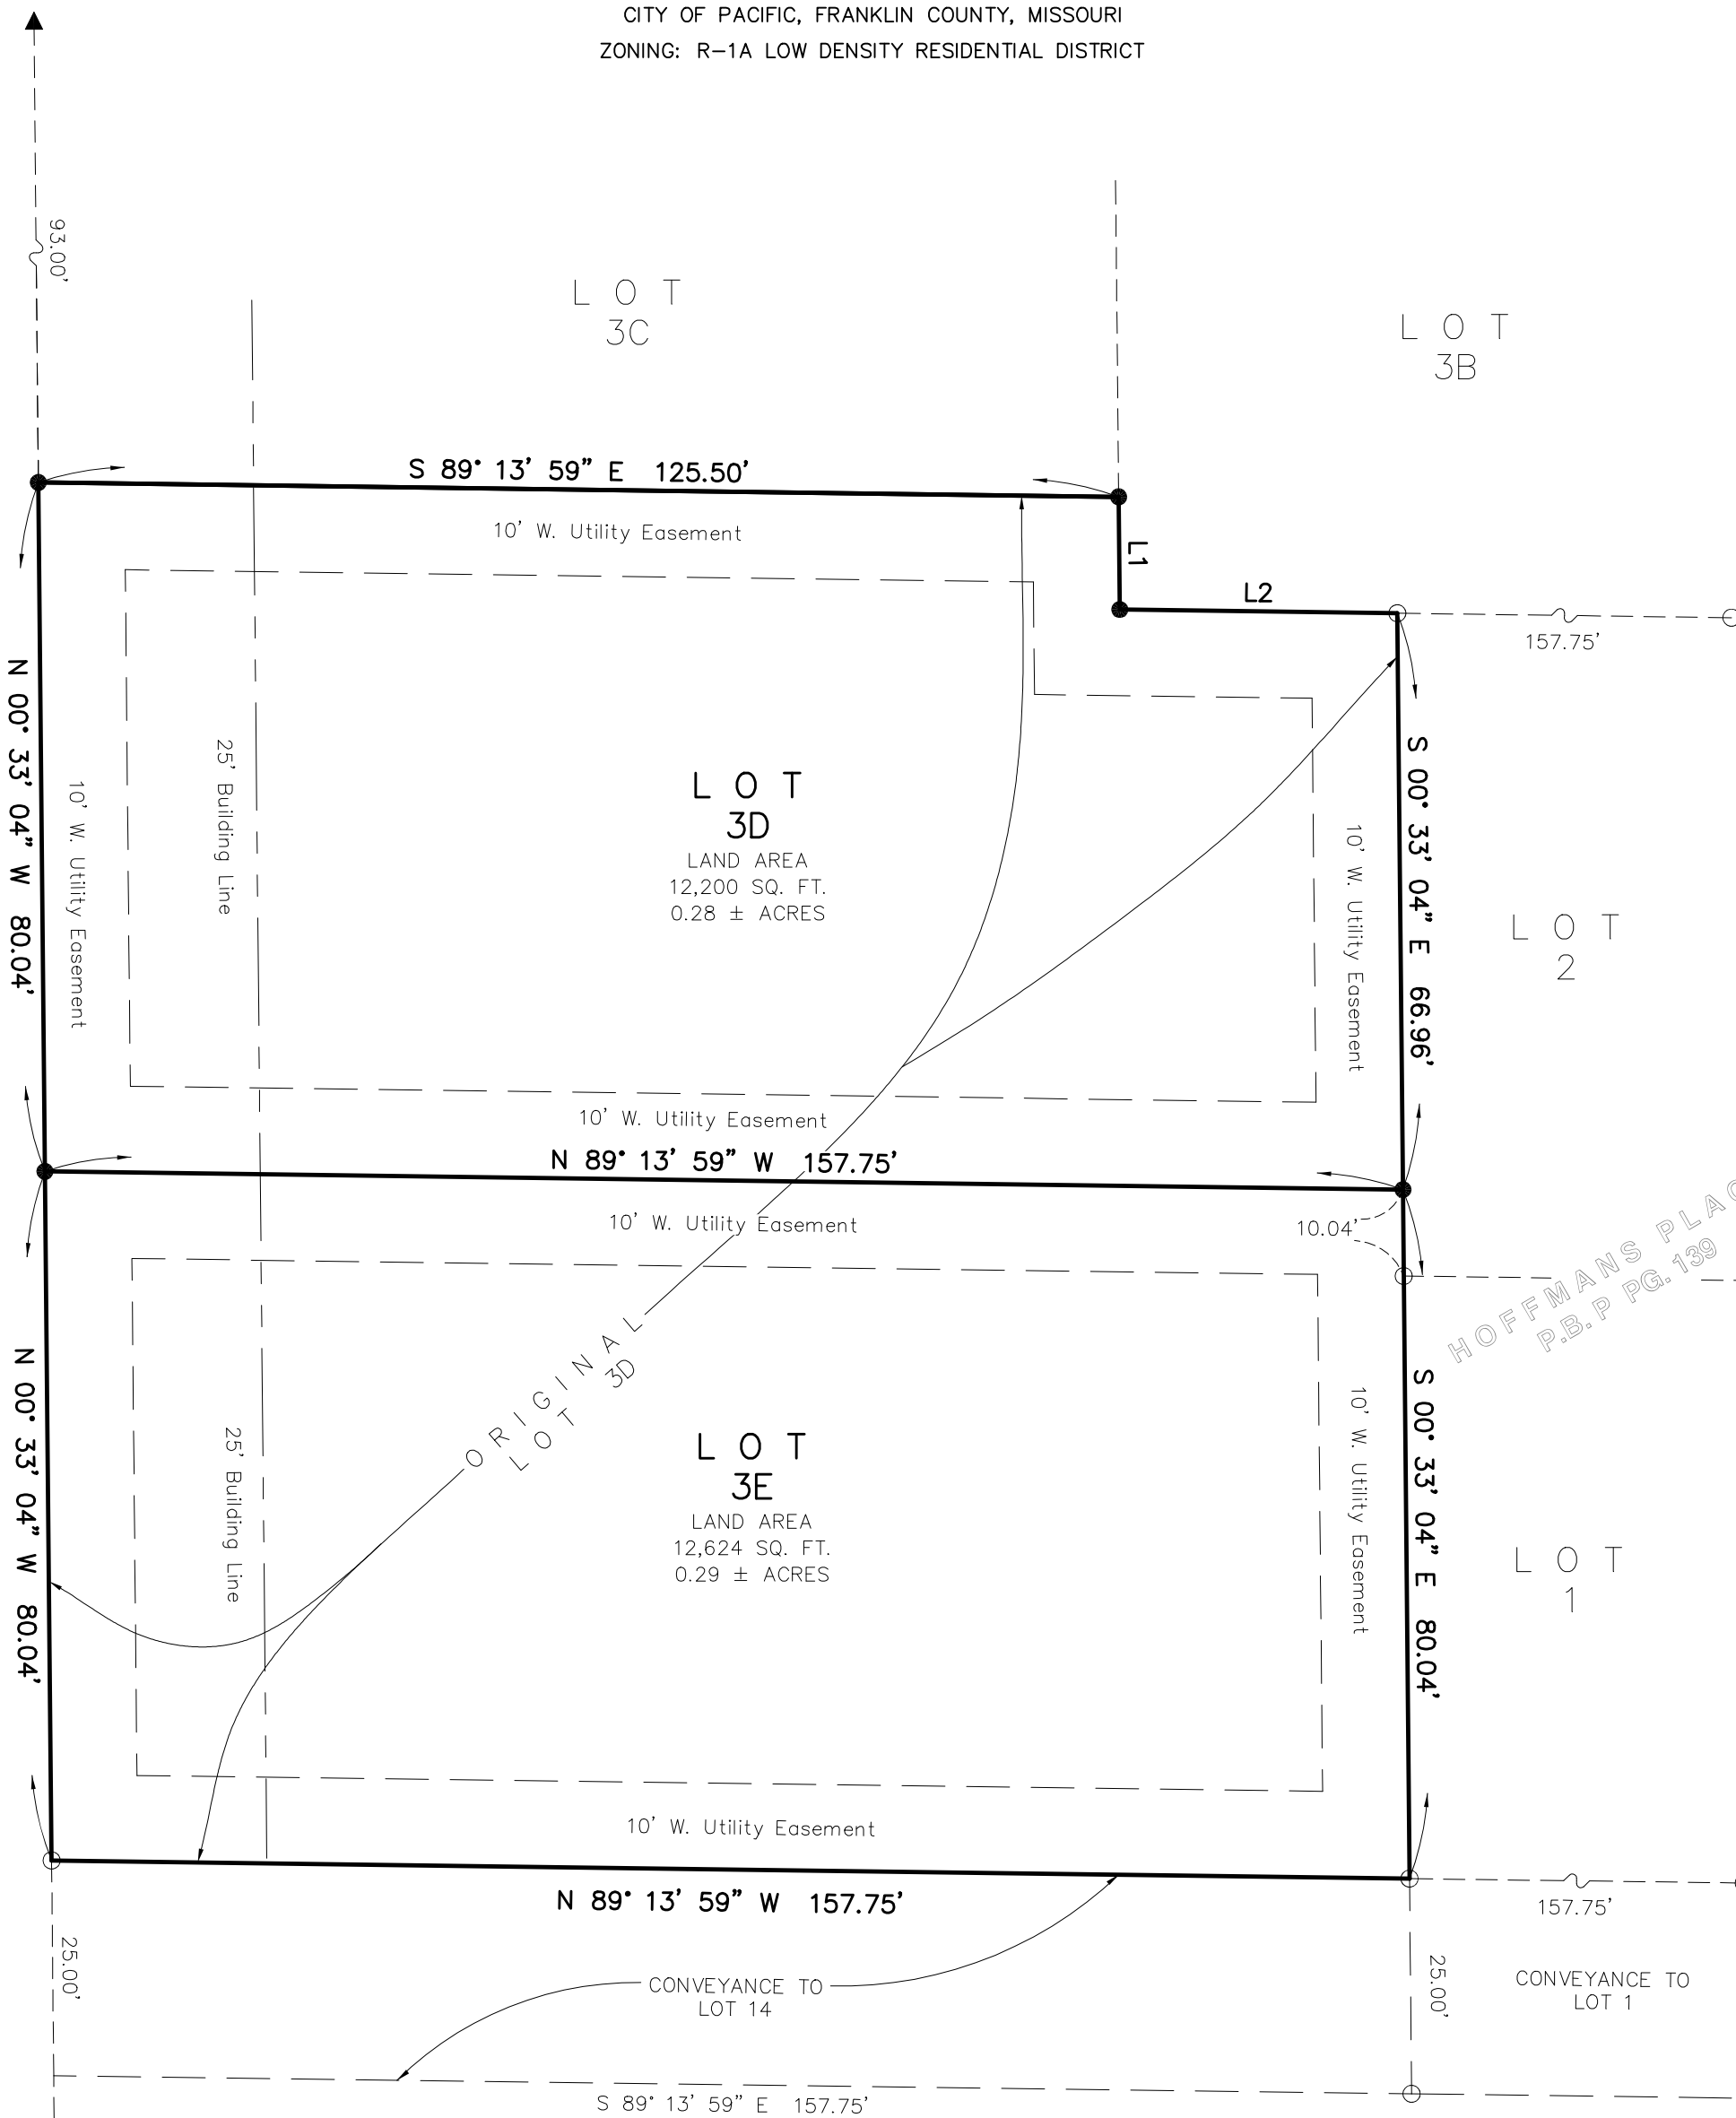 CITY OF PACIFIC, FRANKLIN COUNTY, MISSOURI
ZONING: R-1A LOW DENSITY RESIDENTIAL DISTRICT
93.00'
L O T
3C
L O T
3B
S 89° 13' 59" E 125.50'
10' W. Utility Easement
L1
L2
157.75'
N 00° 33' 04" W 80.04'
10' W. Utility Easement
25' Building Line
L O T
3D
LAND AREA
12,200 SQ. FT.
0.28 ± ACRES
10' W. Utility Easement
S 00° 33' 04" E 66.96'
L O T
2
10' W. Utility Easement
N 89° 13' 59" W 157.75'
10' W. Utility Easement
10.04'
HOFFMANS
P.B. P PG. 139
ORIGINAL
LOT 3D
N 00° 33' 04" W 80.04'
25' Building Line
L O T
3E
LAND AREA
12,624 SQ. FT.
0.29 ± ACRES
10' W. Utility Easement
S 00° 33' 04" E 80.04'
L O T
1
10' W. Utility Easement
N 89° 13' 59" W 157.75'
157.75'
25.00'
CONVEYANCE TO
LOT 14
25.00'
CONVEYANCE TO
LOT 1
S 89° 13' 59" E 157.75'